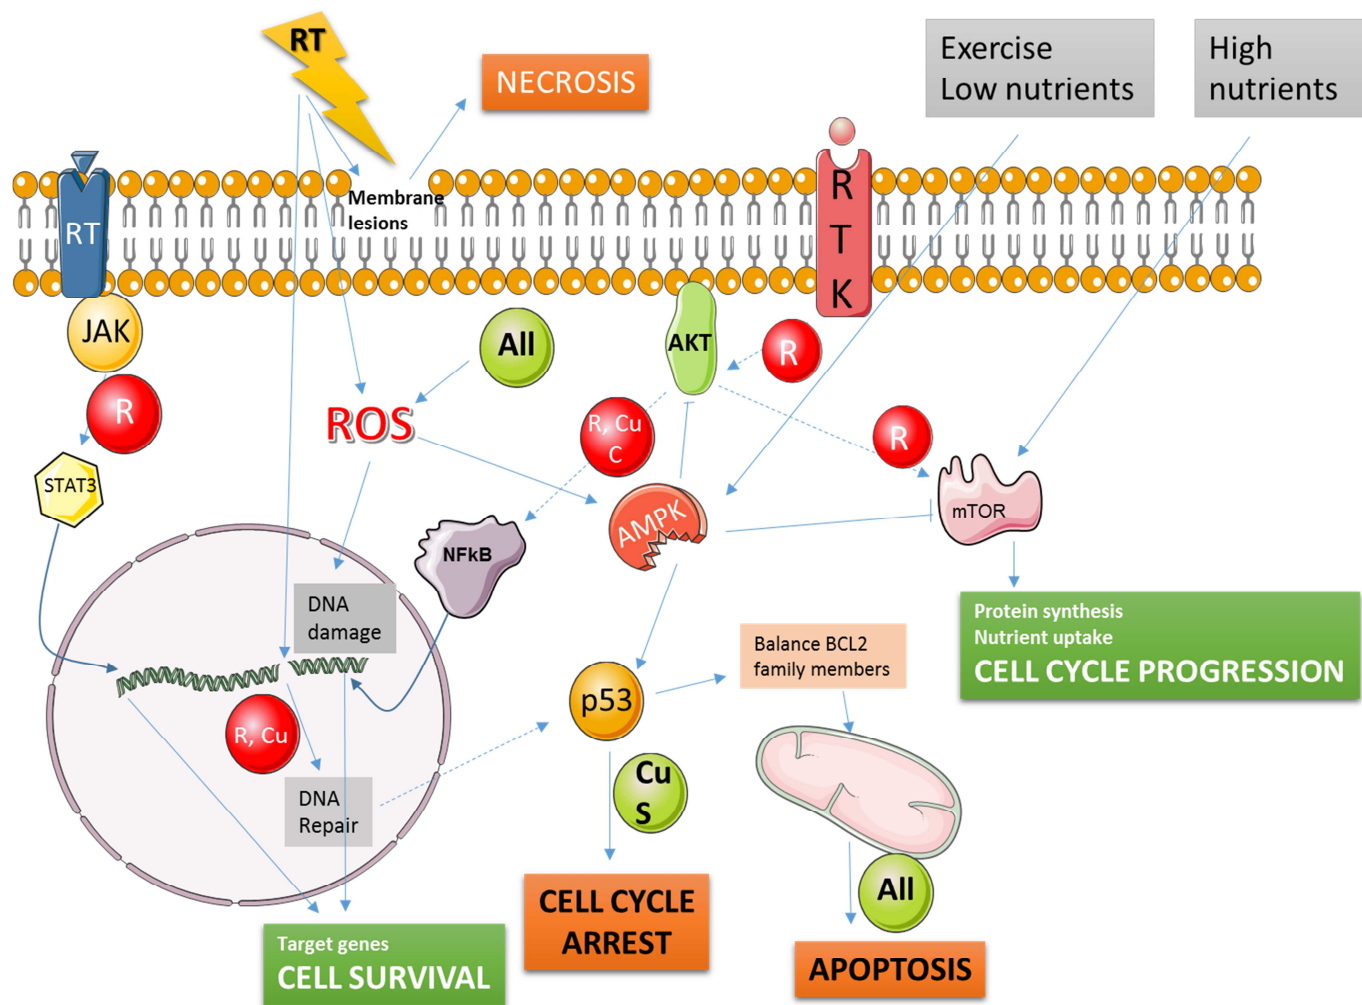 RT
NECROSIS
Exercise
Low nutrients
High
nutrients
Membrane
lesions
RT
R
T
K
JAK
R
All
AKT
R
ROS
R, Cu
C
R
STAT3
NFkB
AMPK
mTOR
DNA
damage
Protein synthesis
Nutrient uptake
CELL CYCLE PROGRESSION
Balance BCL2
family members
p53
R, Cu
Cu
S
DNA
Repair
All
CELL CYCLE
ARREST
Target genes
CELL SURVIVAL
APOPTOSIS